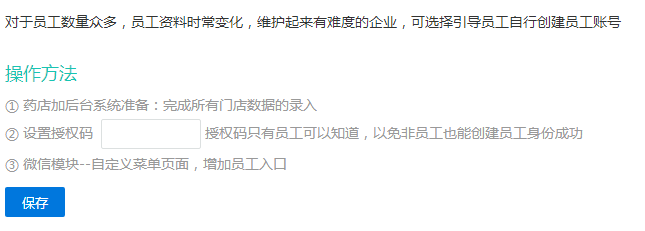 对于员工数量众多，员工资料时常变化，维护起来有难度的企业，可选择引导员工自行创建员工账号
操作方法
① 药店加后台系统准备：完成所有门店数据的录入
② 设置授权码 授权码只有员工可以知道，以免非员工也能创建员工身份成功
③ 微信模块--自定义菜单页面，增加员工入口
保存